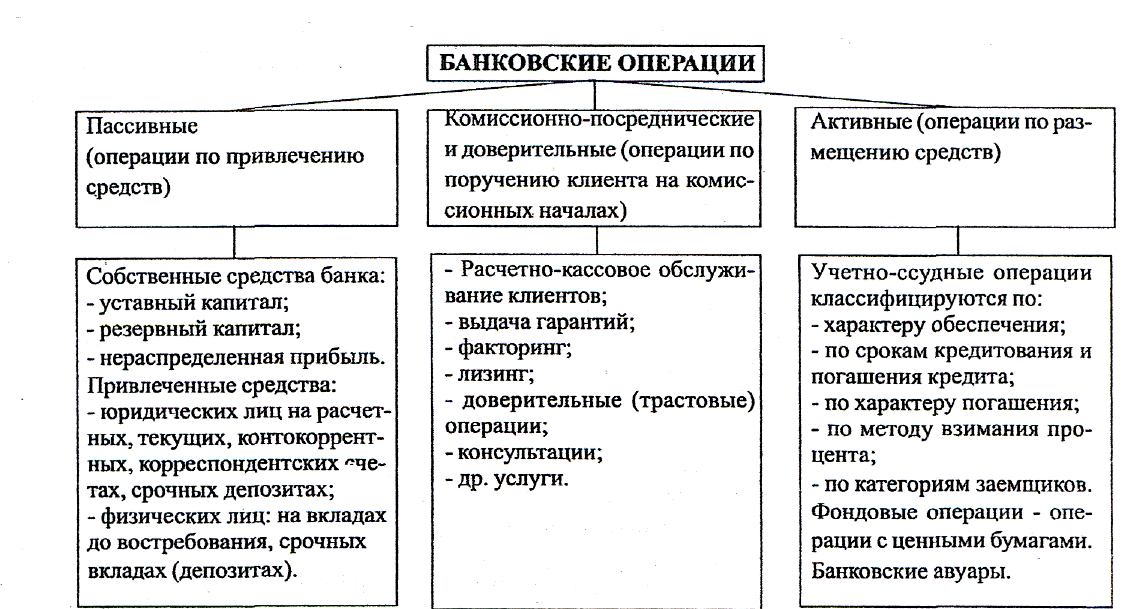 БАНКОВСКИЕ ОПЕРАЦИИ
Пассивные
(операции по привлечению
средств)
Комиссионно-посреднические
и доверительные (операции по
поручению клиента на комис-
сионных началах)
Активные (операции по раз-
мещению средств)
Собственные средства банка:
- уставный капитал;
- резервный капитал;
- нераспределенная прибыль.
Привлеченные средства:
- юридических лиц на расчет-
ных, текущих, контокоррент-
ных, корреспондентских сче-
тах, срочных депозитах;
- физических лиц: на вкладах
до востребования, срочных
вкладах (депозитах).
- Расчетно-кассовое обслужи-
вание клиентов;
- выдача гарантий;
- факторинг;
- лизинг;
- доверительные (трастовые)
операции;
- консультации;
- др. услуги.
Учетно-ссудные операции
классифицируются по:
- характеру обеспечения;
- по срокам кредитования и
погашения кредита;
- по характеру погашения;
- по методу взимания про-
цента;
- по категориям заемщиков.
Фондовые операции - опе-
рации с ценными бумагами.
Банковские авуары.